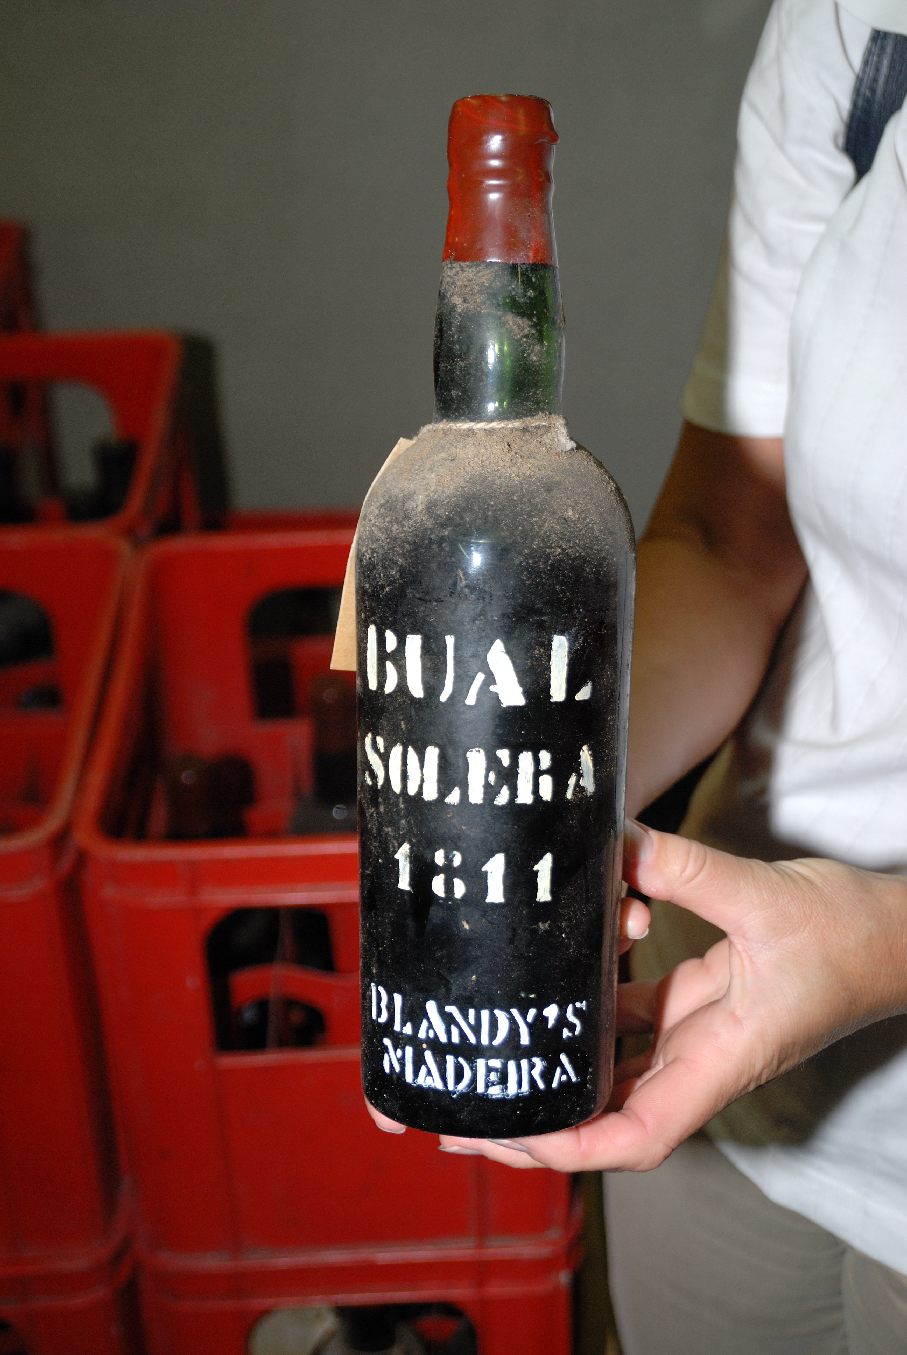 BUAL
SOLERA
1811
BLANDY'S
MADEIRA